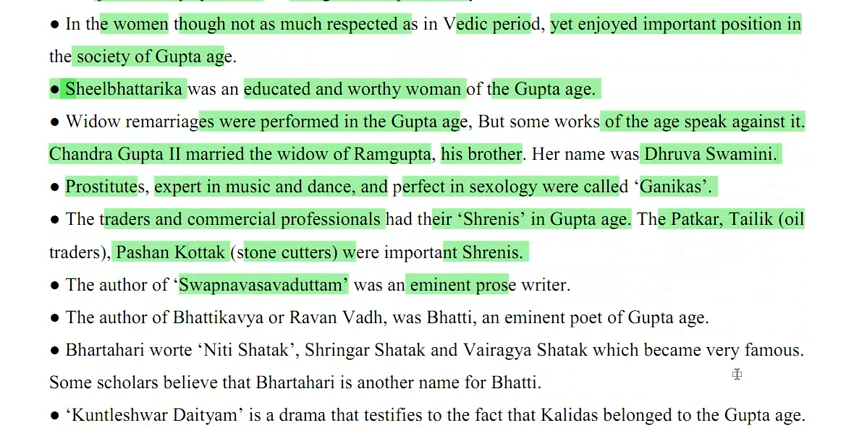 ● In the women though not as much respected as in Vedic period, yet enjoyed important position in
the society of Gupta age.
● Sheelbhattarika was an educated and worthy woman of the Gupta age.
● Widow remarriages were performed in the Gupta age, But some works of the age speak against it.
Chandra Gupta II married the widow of Ramgupta, his brother. Her name was Dhruva Swamini.
● Prostitutes, expert in music and dance, and perfect in sexology were called ‘Ganikas’.
● The traders and commercial professionals had their ‘Shrenis’ in Gupta age. The Patkar, Tailik (oil
traders), Pashan Kottak (stone cutters) were important Shrenis.
● The author of ‘Swapnavasavaduttam’ was an eminent prose writer.
● The author of Bhattikavya or Ravan Vadh, was Bhatti, an eminent poet of Gupta age.
● Bhartahari worte ‘Niti Shatak’, Shringar Shatak and Vairagya Shatak which became very famous.
Some scholars believe that Bhartahari is another name for Bhatti.
● ‘Kuntleshwar Daityam’ is a drama that testifies to the fact that Kalidas belonged to the Gupta age.